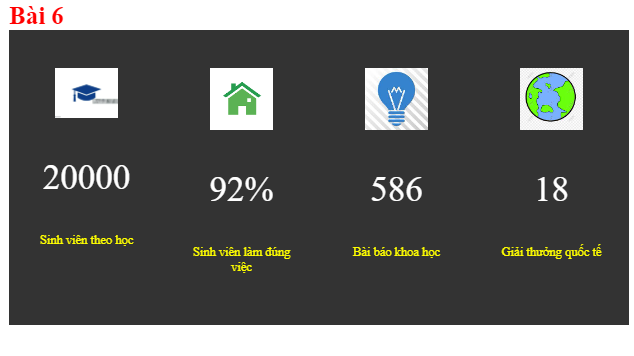 Bài 6
20000
92%
586
18
Sinh viên theo học
Sinh viên làm đúng
việc
Bài báo khoa học
Giải thưởng quốc tế